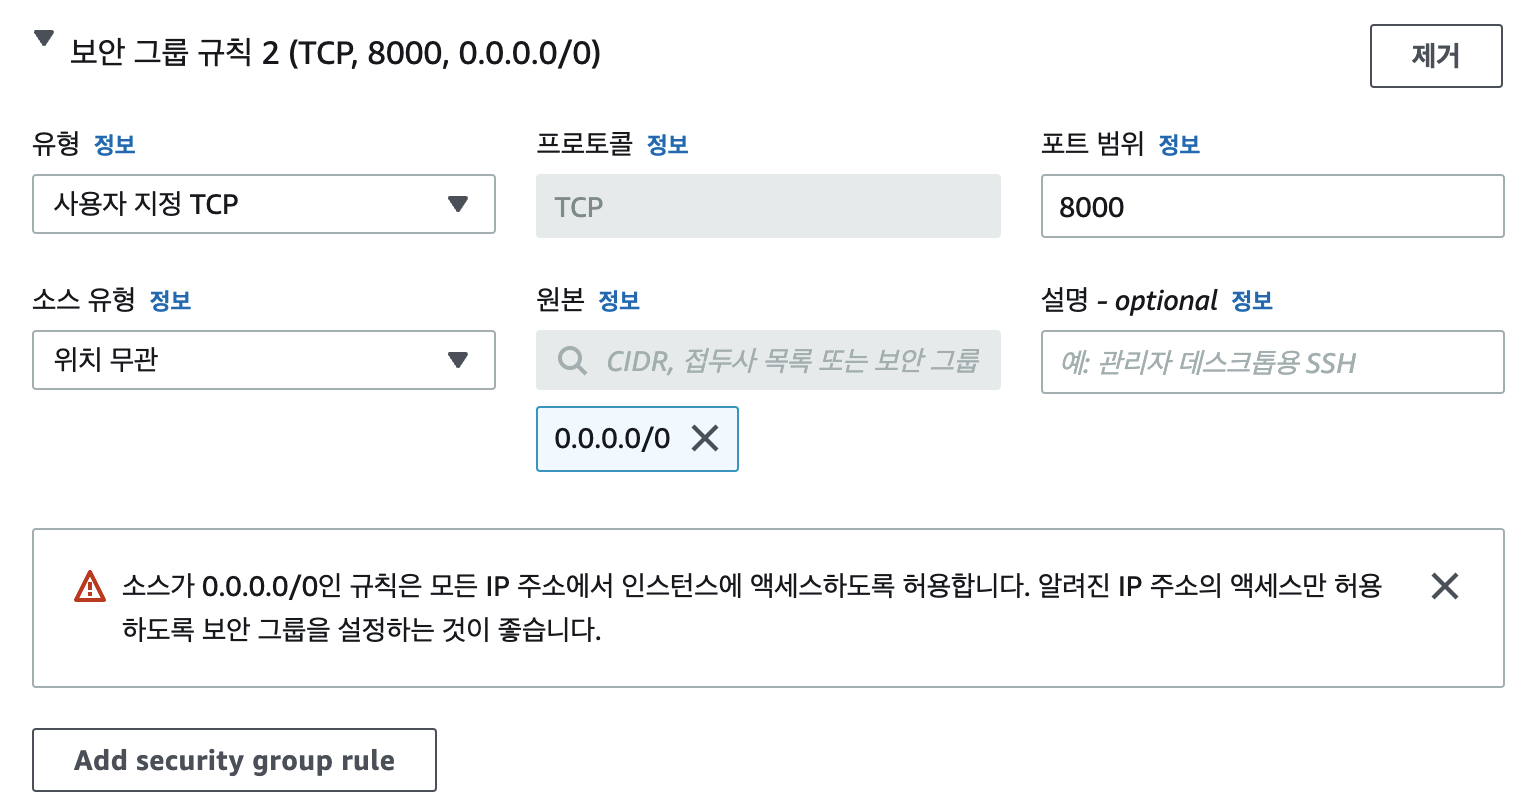 보안 그룹 규칙 2 (TCP, 8000, 0.0.0.0/0)
제거
유형 정보
프로토콜 정보
포트 범위 정보
사용자 지정 TCP
TCP
8000
소스 유형 정보
원본 정보
설명 - optional 정보
위치 무관
CIDR, 접두사 목록 또는 보안 그룹
예: 관리자 데스크톱용 SSH
0.0.0.0/0
소스가 0.0.0.0/0인 규칙은 모든 IP 주소에서 인스턴스에 액세스하도록 허용합니다. 알려진 IP 주소의 액세스만 허용
하도록 보안 그룹을 설정하는 것이 좋습니다.
Add security group rule